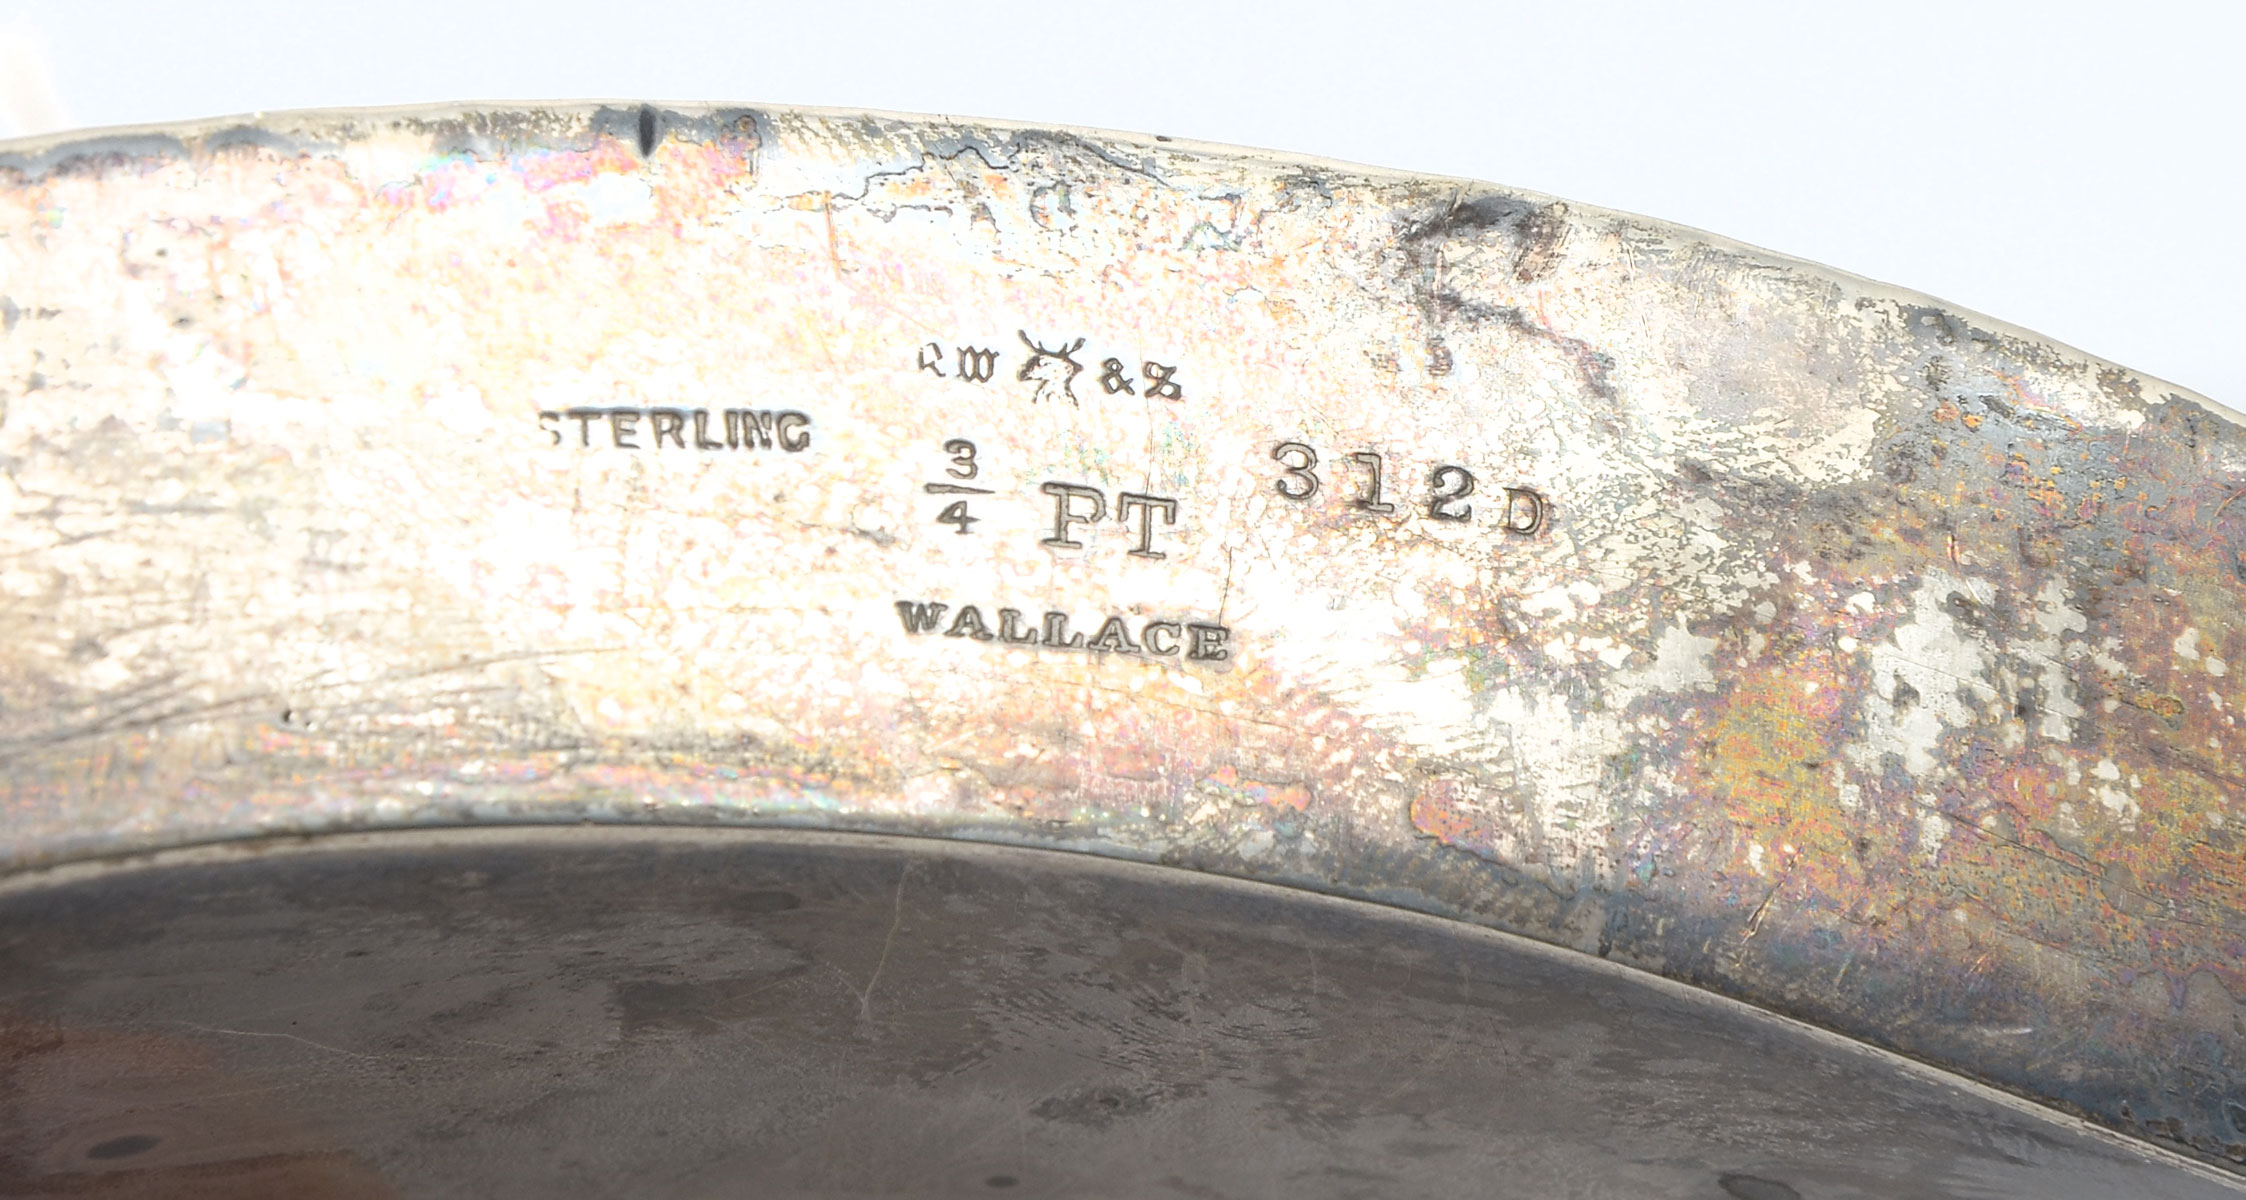 RW & S
STERLING
3/4 PT 312D
WALLACE